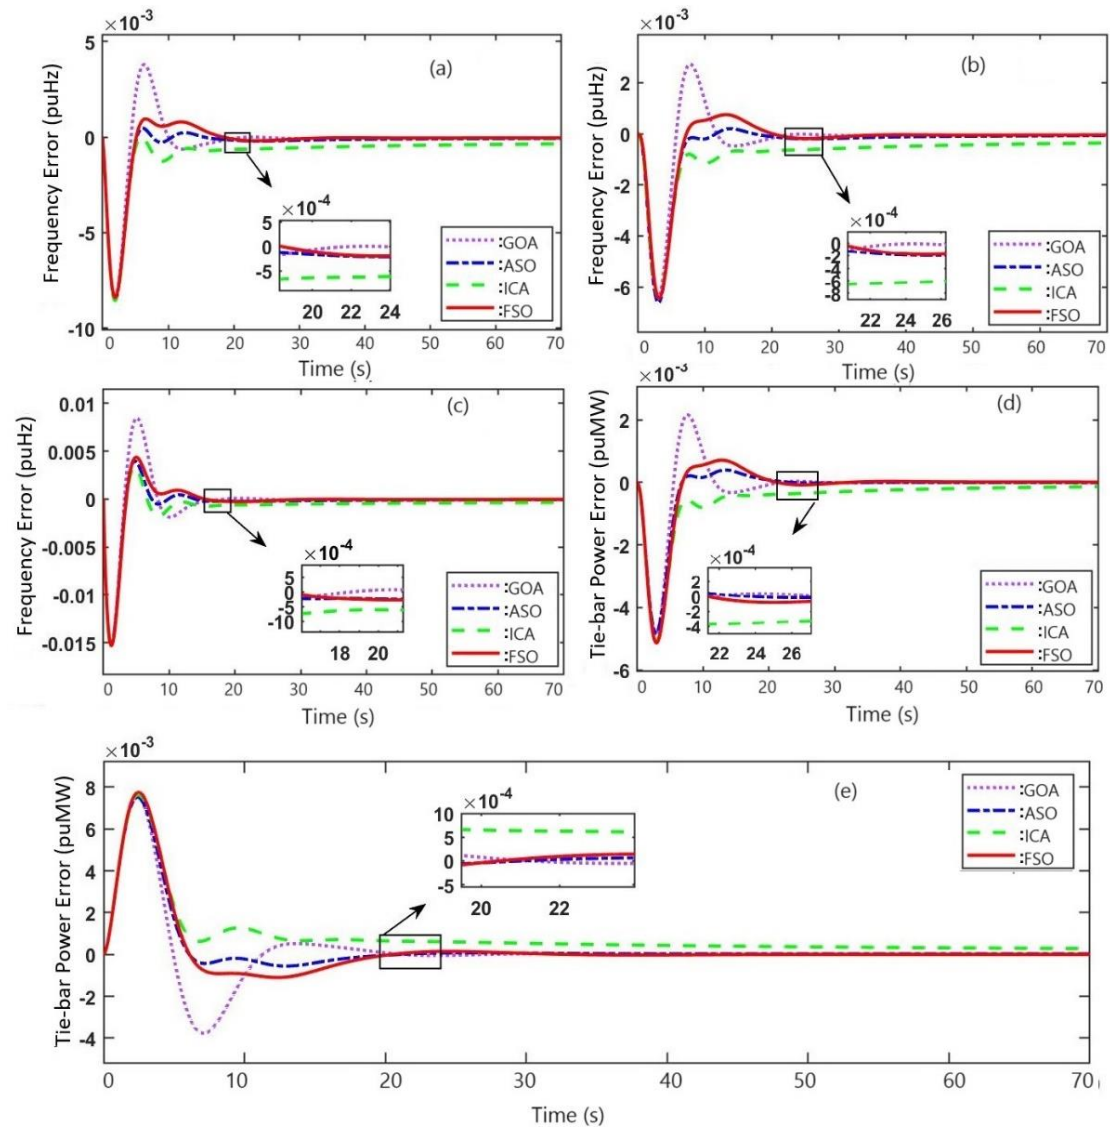 ×10-3
5
0
-5
-10
Frequency Error (puHz)
(a)
×10-4
5
0
-5
20 22 24
:GOA
:ASO
:ICA
:FSO
0 10 20 30 40 50 60 70
Time (s)
×10-3
2
0
-2
-4
-6
Frequency Error (puHz)
(b)
×10-4
0
-2
-4
-6
-8
22 24 26
:GOA
:ASO
:ICA
:FSO
0 10 20 30 40 50 60 70
Time (s)
0.01
0.005
0
-0.005
-0.01
-0.015
Frequency Error (puHz)
(c)
×10-4
5
0
-5
-10
18 20
:GOA
:ASO
:ICA
:FSO
0 10 20 30 40 50 60 70
Time (s)
×10-3
2
0
-2
-4
-6
Tie-bar Power Error (puMW)
(d)
×10-4
2
0
-2
-4
22 24 26
:GOA
:ASO
:ICA
:FSO
0 10 20 30 40 50 60 70
Time (s)
×10-3
8
6
4
2
0
-2
-4
Tie-bar Power Error (puMW)
(e)
×10-4
10
5
0
-5
20 22
:GOA
:ASO
:ICA
:FSO
0 10 20 30 40 50 60 70
Time (s)